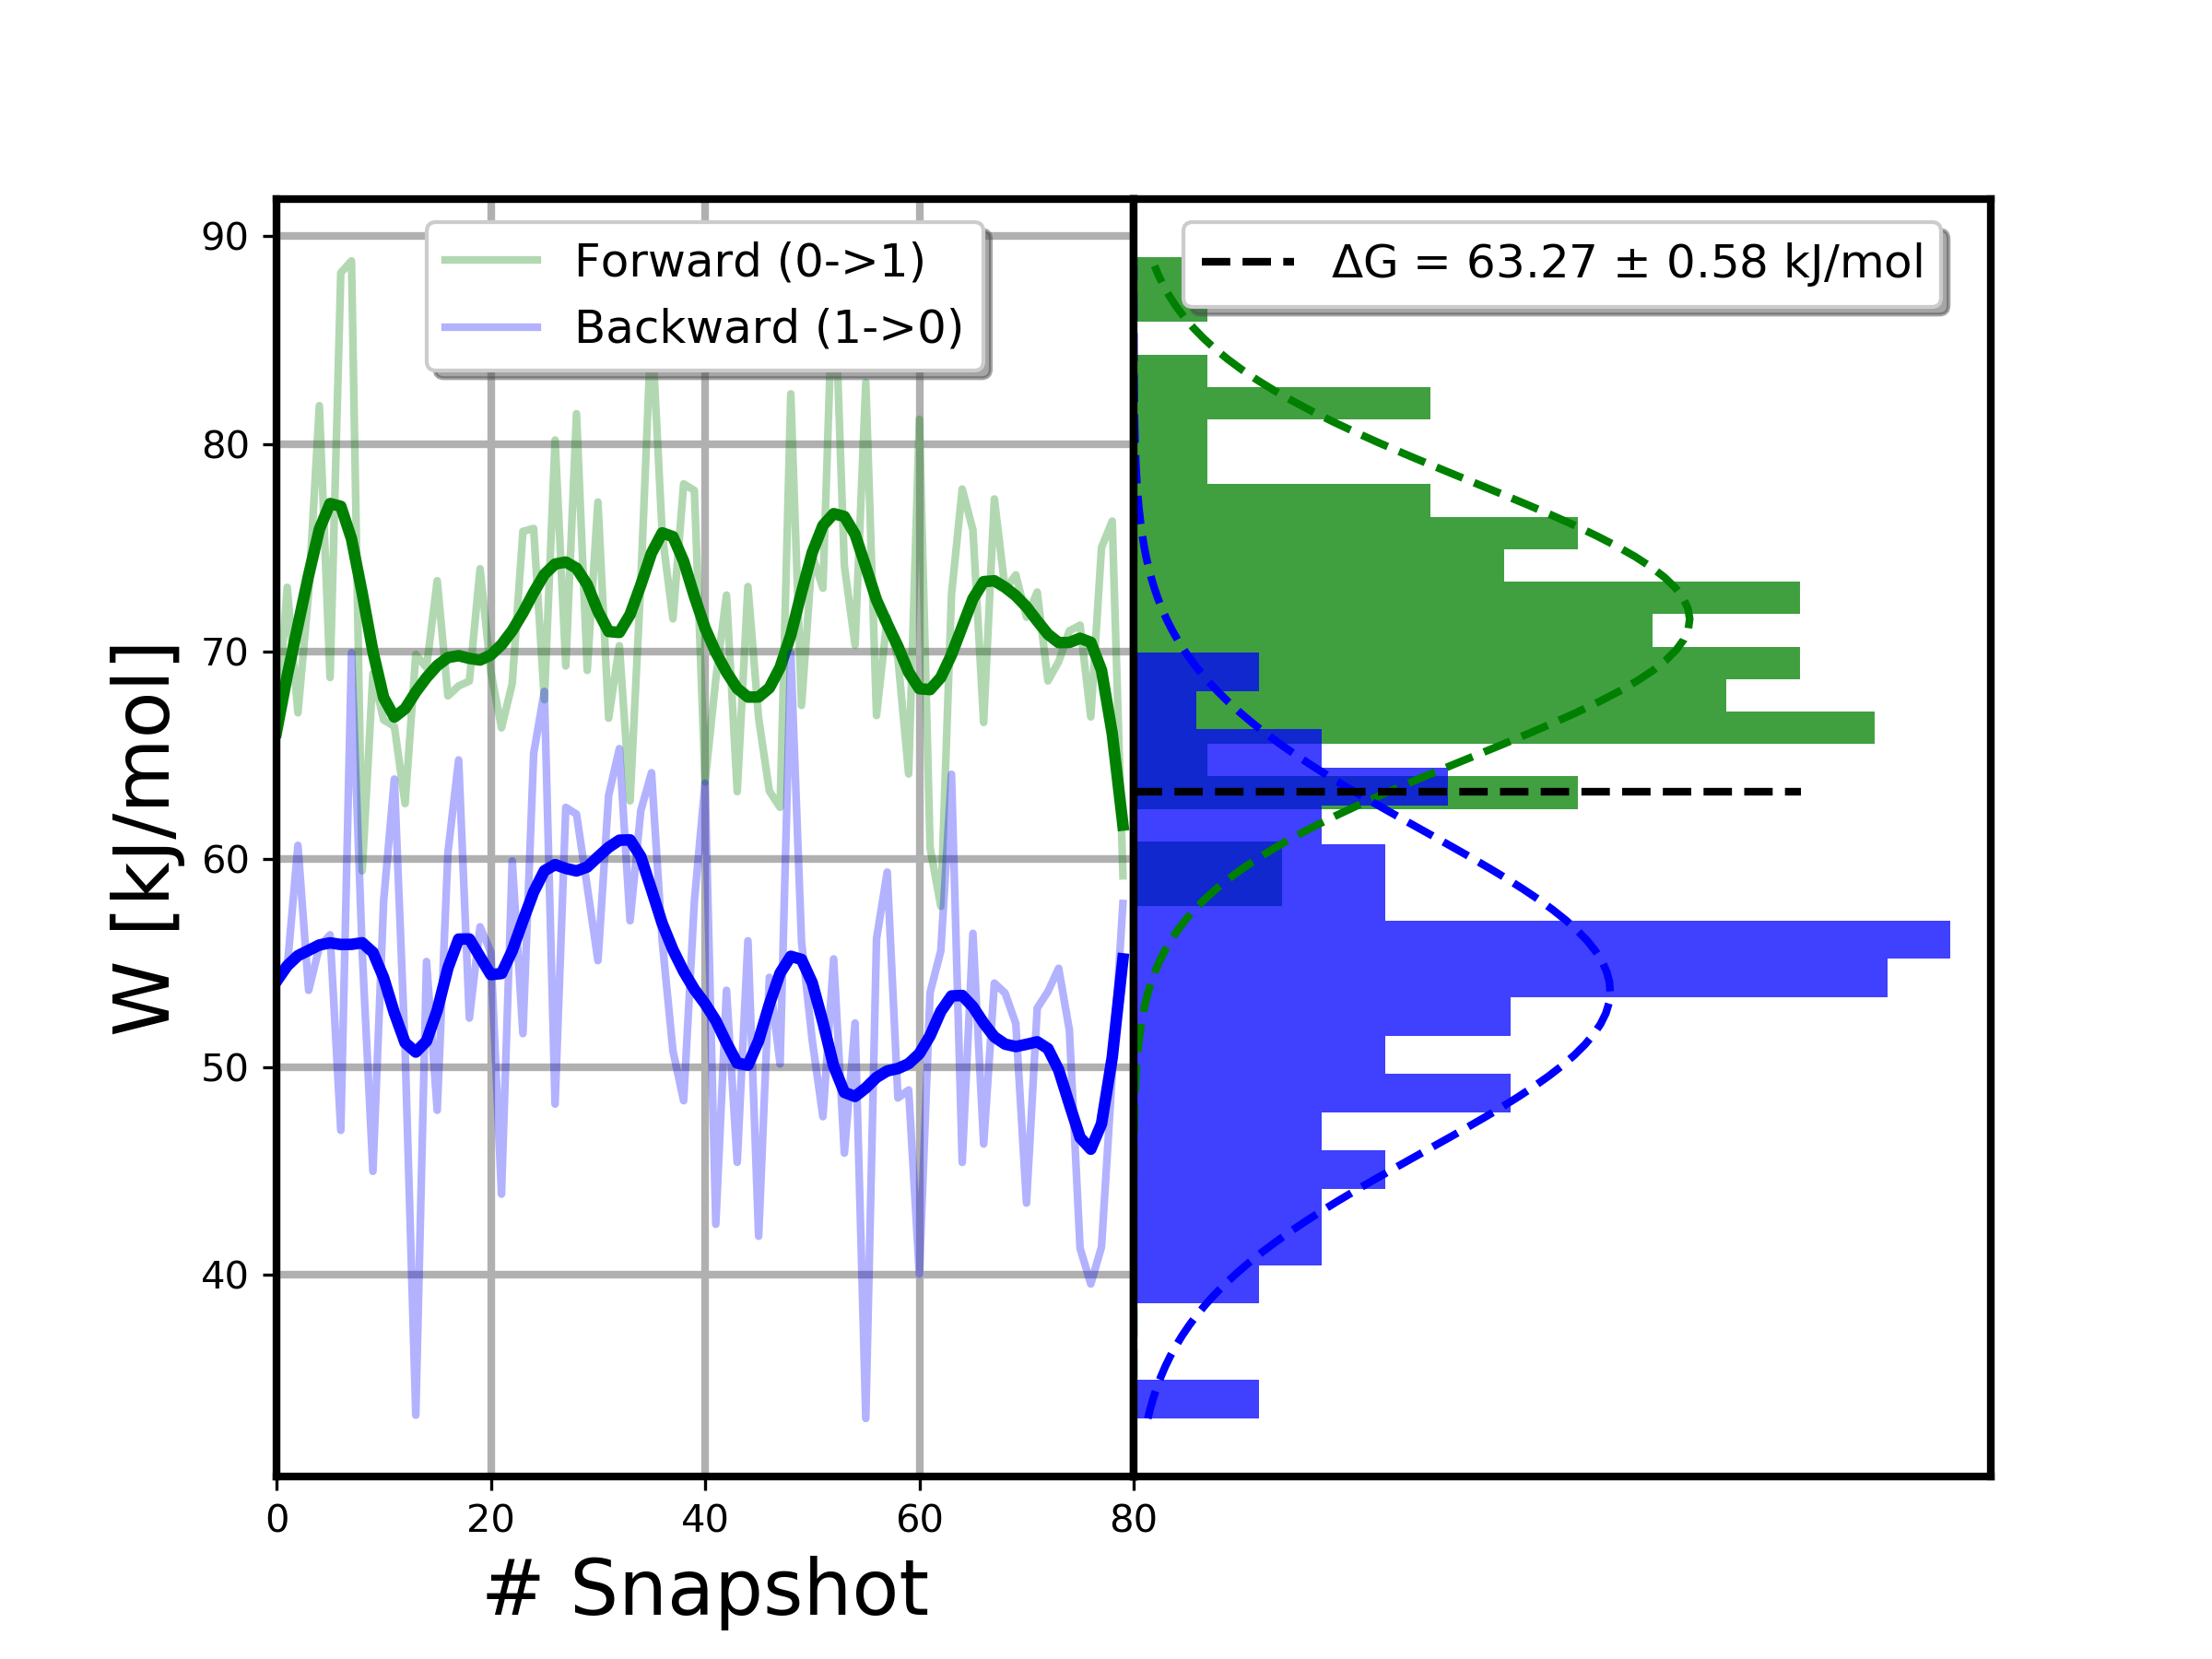 Forward (0->1)
Backward (1->0)
ΔG = 63.27 ± 0.58 kJ/mol
W [kJ/mol]
90
80
70
60
50
40
0 20 40 60 80
# Snapshot